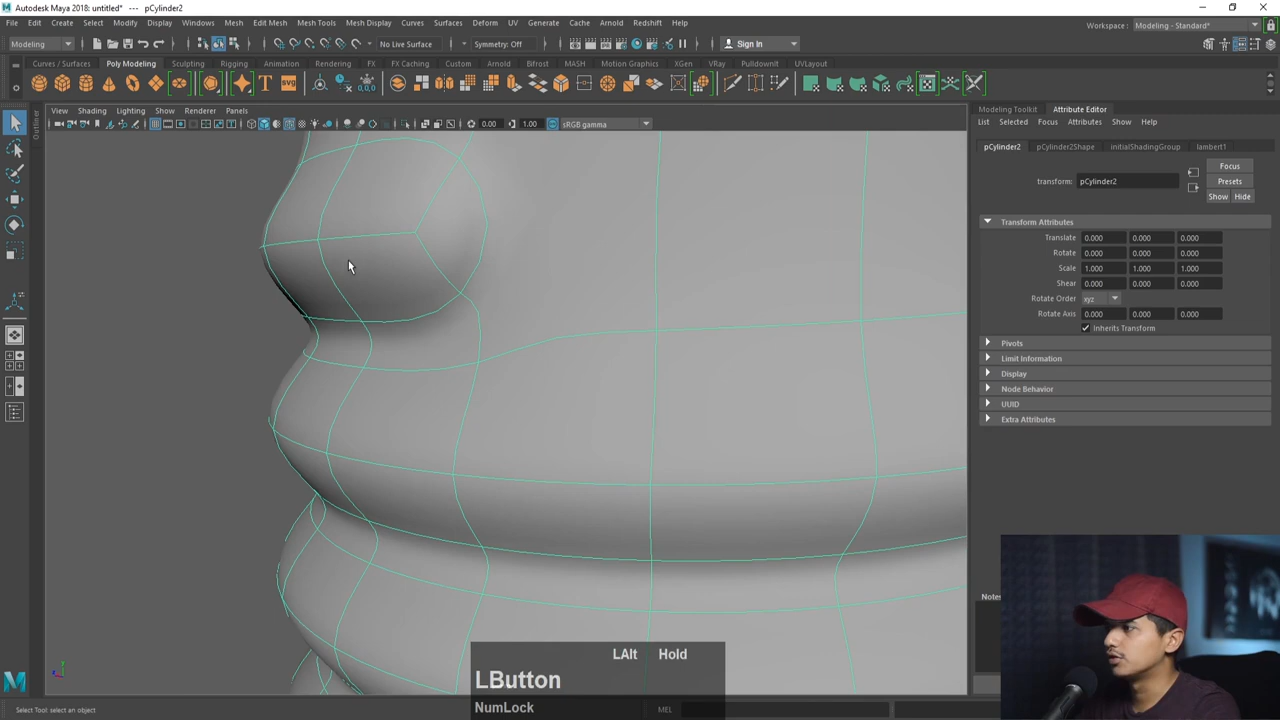 Autodesk Maya 2018: untitled* --- pCylinder2
File Edit Create Select Modify Display Windows Mesh Edit Mesh Mesh Tools Mesh Display Curves Surfaces Deform UV Generate Cache Arnold Redshift Help
Workspace : Modeling - Standard*
Modeling No Live Surface Symmetry: Off Sign In
Curves / Surfaces Poly Modeling Sculpting Rigging Animation Rendering FX FX Caching Custom Arnold Bifrost MASH Motion Graphics XGen VRay Pulldownit UVLayout
T SVG 0,0,0
View Shading Lighting Show Renderer Panels
0.00 1.00 sRGB gamma
Outliner
Modeling Toolkit Attribute Editor
List Selected Focus Attributes Show Help
pCylinder2 pCylinder2Shape initialShadingGroup lambert1
transform: pCylinder2
Focus
Presets
Show Hide
Transform Attributes
Translate 0.000 0.000 0.000
Rotate 0.000 0.000 0.000
Scale 1.000 1.000 1.000
Shear 0.000 0.000 0.000
Rotate Order xyz
Rotate Axis 0.000 0.000 0.000
Inherits Transform
Pivots
Limit Information
Display
Node Behavior
UUID
Extra Attributes
Notes
LAlt Hold
LButton
NumLock
Select Tool: select an object
MEL